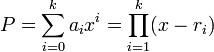 P = \sum_{i=0}^{k} a_i x^i = \prod_{i=1}^{k} (x - r_i)